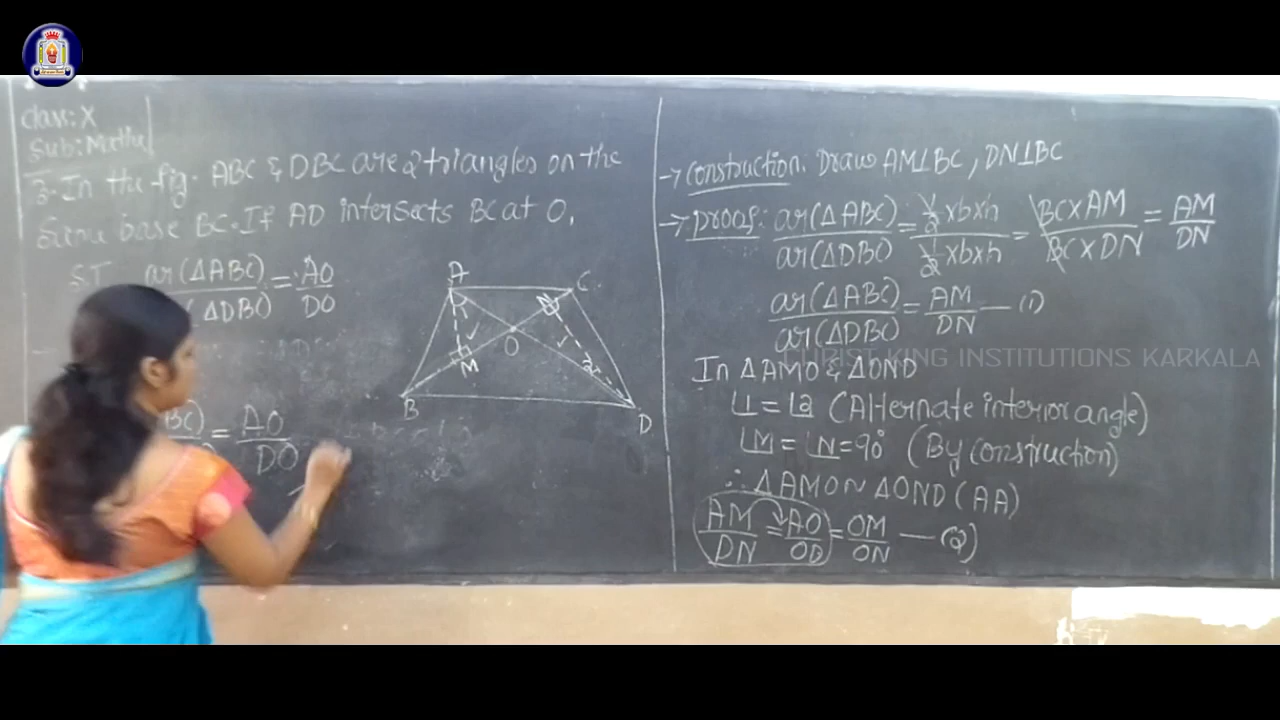 class: X
Sub: Maths
3. In the fig. ABC & DBC are 2 triangles on the
Same base BC. If AD intersects BC at O,
S.T ar(ΔABC) / (ΔDBC) = AO / DO
A C N O M 2 B D
BC) = AO / DO
→ Construction: Draw AM⊥BC, DN⊥BC
→ Proof: ar(ΔABC) / ar(ΔDBC) = 1/2 × b × h / 1/2 × b × h = BC × AM / BC × DN = AM / DN
ar(ΔABC) / ar(ΔDBC) = AM / DN — (1)
CHRIST KING INSTITUTIONS KARKALA
In ΔAMO & ΔOND
∠1 = ∠2 (Alternate interior angle)
∠M = ∠N = 90° (By construction)
∴ ΔAMO ~ ΔOND (AA)
AM / DN = AO / OD = OM / ON — (2)